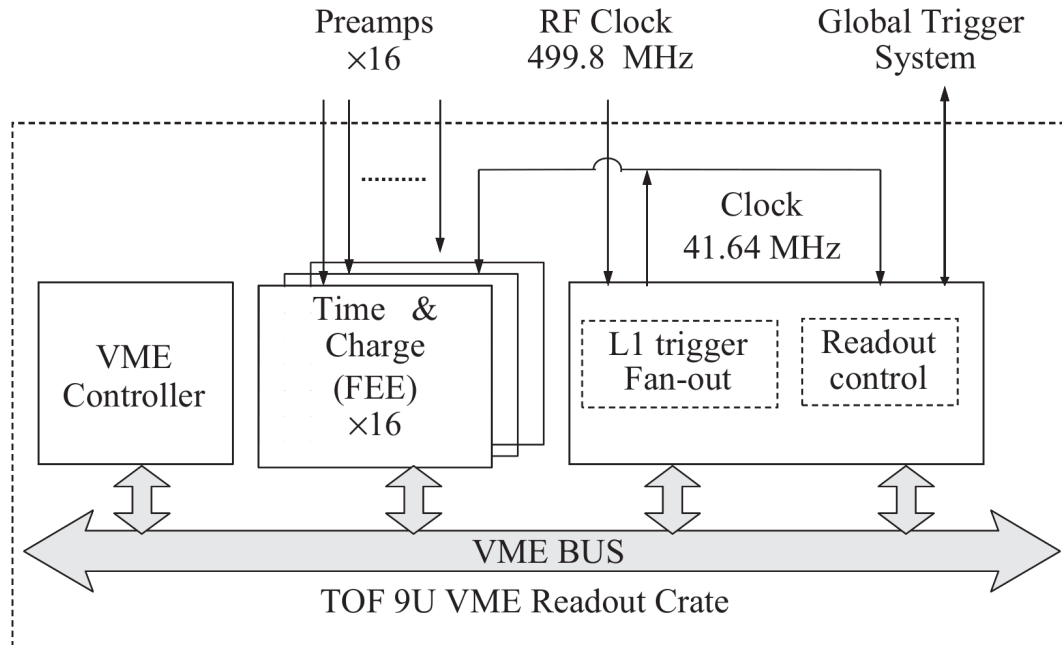 Preamps
×16
RF Clock
499.8 MHz
Global Trigger
System
..........
Clock
41.64 MHz
VME
Controller
Time &
Charge
(FEE)
×16
L1 trigger
Fan-out
Readout
control
VME BUS
TOF 9U VME Readout Crate